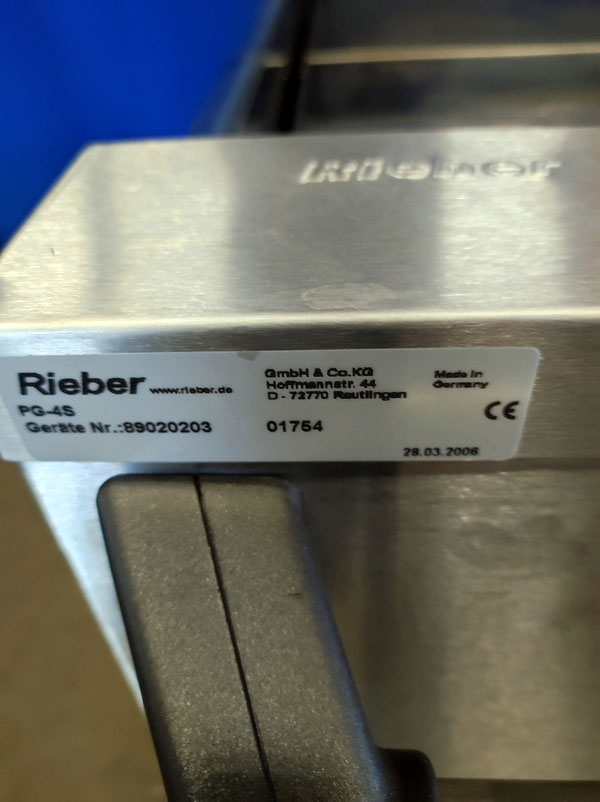 Rieber
Rieber www.rieber.de
GmbH & Co.KG
Hoffmannstr. 44
D - 72770 Reutlingen
Made in
Germany
PG-4S
CE
Geräte Nr.:89020203 01754
28.03.2006